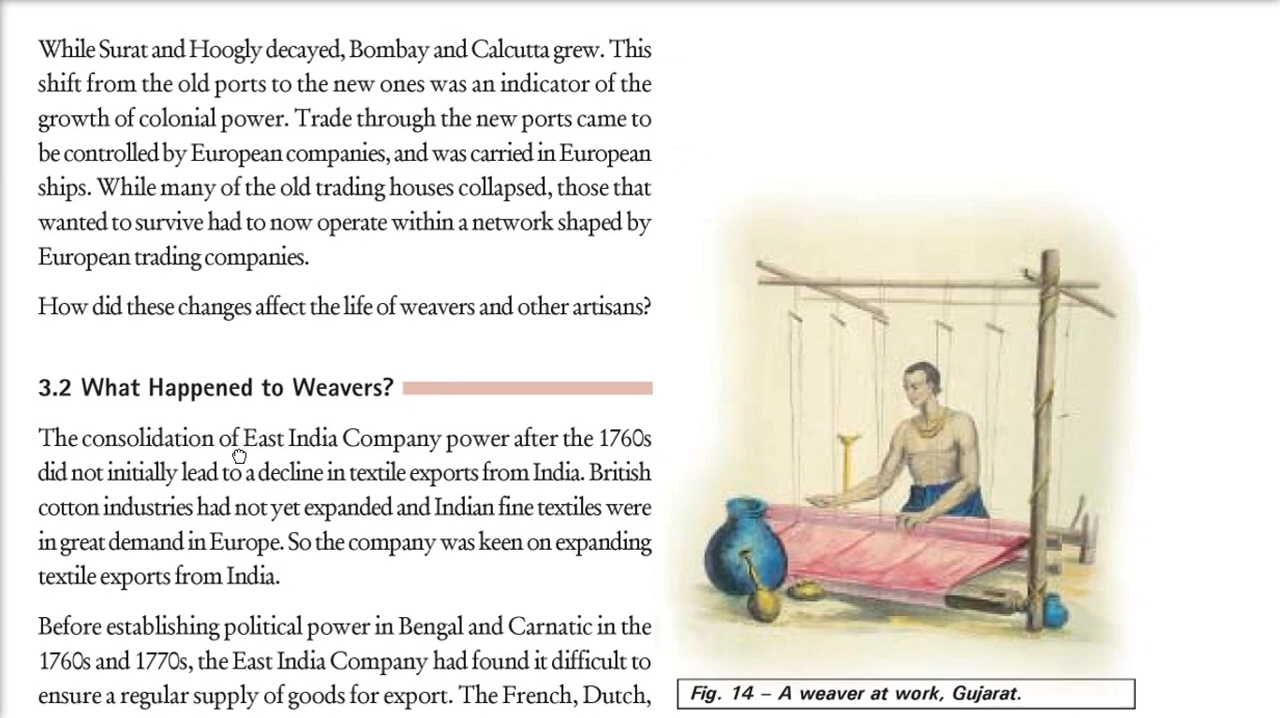 While Surat and Hoogly decayed, Bombay and Calcutta grew. This
shift from the old ports to the new ones was an indicator of the
growth of colonial power. Trade through the new ports came to
be controlled by European companies, and was carried in European
ships. While many of the old trading houses collapsed, those that
wanted to survive had to now operate within a network shaped by
European trading companies.
How did these changes affect the life of weavers and other artisans?
3.2 What Happened to Weavers?
The consolidation of East India Company power after the 1760s
did not initially lead to a decline in textile exports from India. British
cotton industries had not yet expanded and Indian fine textiles were
in great demand in Europe. So the company was keen on expanding
textile exports from India.
Before establishing political power in Bengal and Carnatic in the
1760s and 1770s, the East India Company had found it difficult to
ensure a regular supply of goods for export. The French, Dutch,
Fig. 14 – A weaver at work, Gujarat.